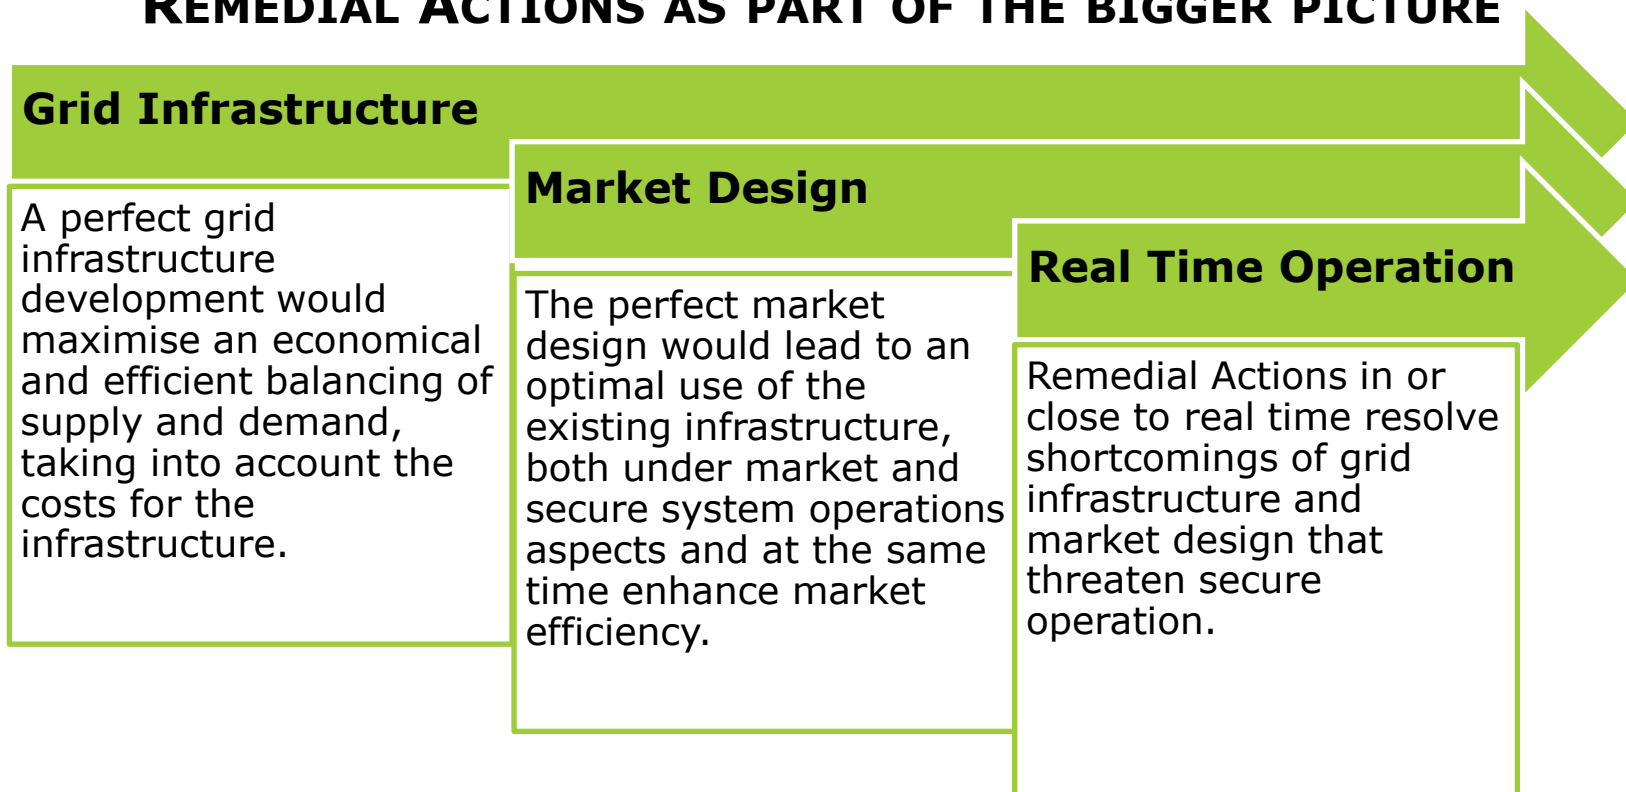 REMEDIAL ACTIONS AS PART OF THE BIGGER PICTURE
Grid Infrastructure
A perfect grid
infrastructure
development would
maximise an economical
and efficient balancing of
supply and demand,
taking into account the
costs for the
infrastructure.
Market Design
The perfect market
design would lead to an
optimal use of the
existing infrastructure,
both under market and
secure system operations
aspects and at the same
time enhance market
efficiency.
Real Time Operation
Remedial Actions in or
close to real time resolve
shortcomings of grid
infrastructure and
market design that
threaten secure
operation.